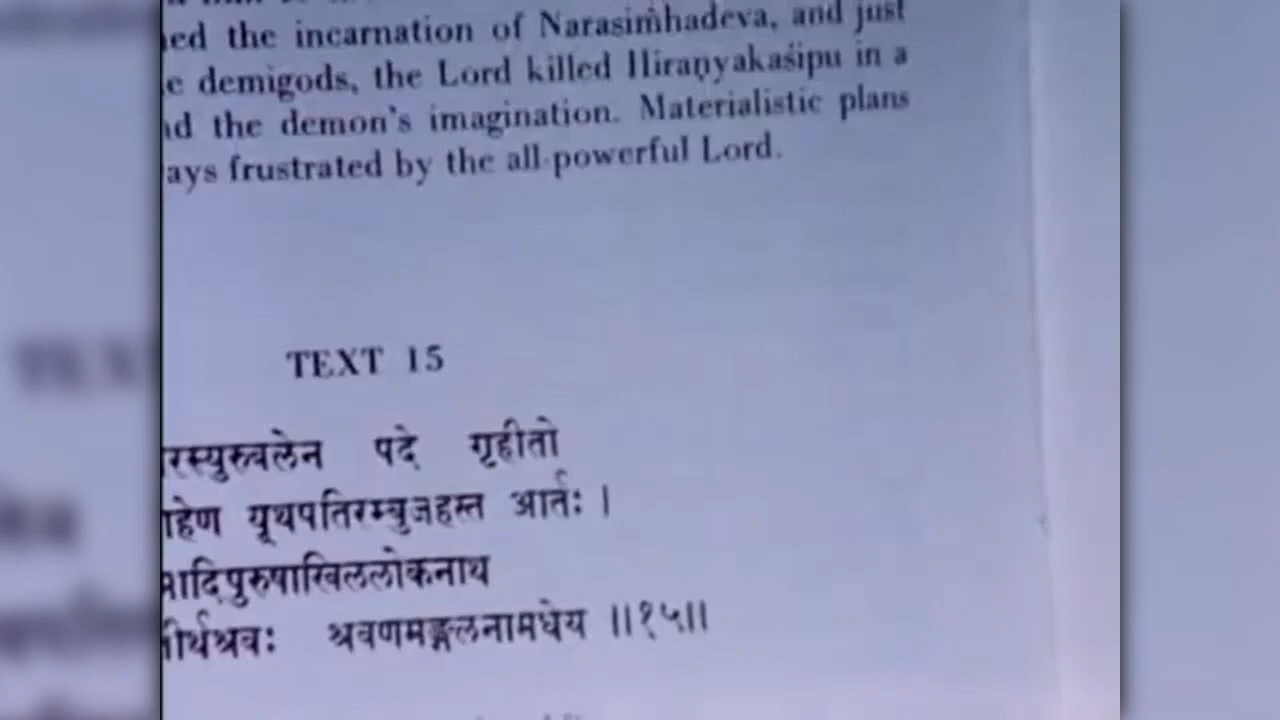 ed the incarnation of Narasiṁhadeva, and just
e demigods, the Lord killed Hiraṇyakaśipu in a
d the demon's imagination. Materialistic plans
ays frustrated by the all-powerful Lord.
TEXT 15
रस्युरुबलेन पदे गृहीतो
ाहेण यूथपतिरम्बुजहस्त आर्तः ।
ादिपुरुषाखिललोकनाथ
ीर्थश्रवः श्रवणमङ्गलनामधेय ॥१५॥